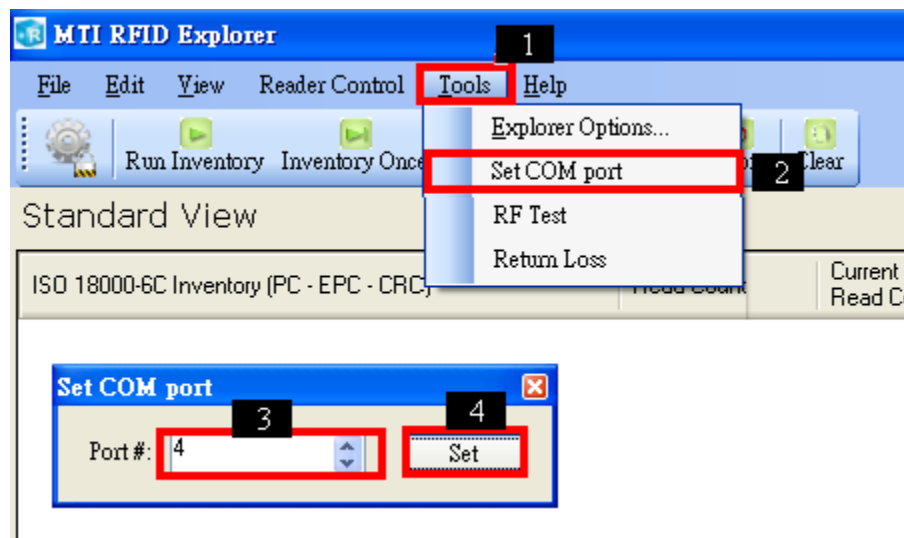 MTI RFID Explorer
1
File Edit View Reader Control Tools Help
Explorer Options...
Run Inventory Inventory Once Clear
Set COM port
2
Standard View
RF Test
Return Loss
ISO 18000-6C Inventory (PC - EPC - CRC)
Read Count
Current
Read C
Set COM port
3
4
Port #: 4 Set